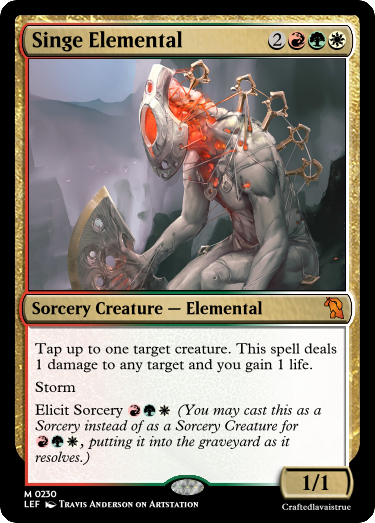 Singe Elemental 2
Sorcery Creature — Elemental
Tap up to one target creature. This spell deals
1 damage to any target and you gain 1 life.
Storm
Elicit Sorcery (You may cast this as a
Sorcery instead of as a Sorcery Creature for
, putting it into the graveyard as it
resolves.)
1/1
M 0230
LEF Travis Anderson on Artstation
Craftedlavaistrue